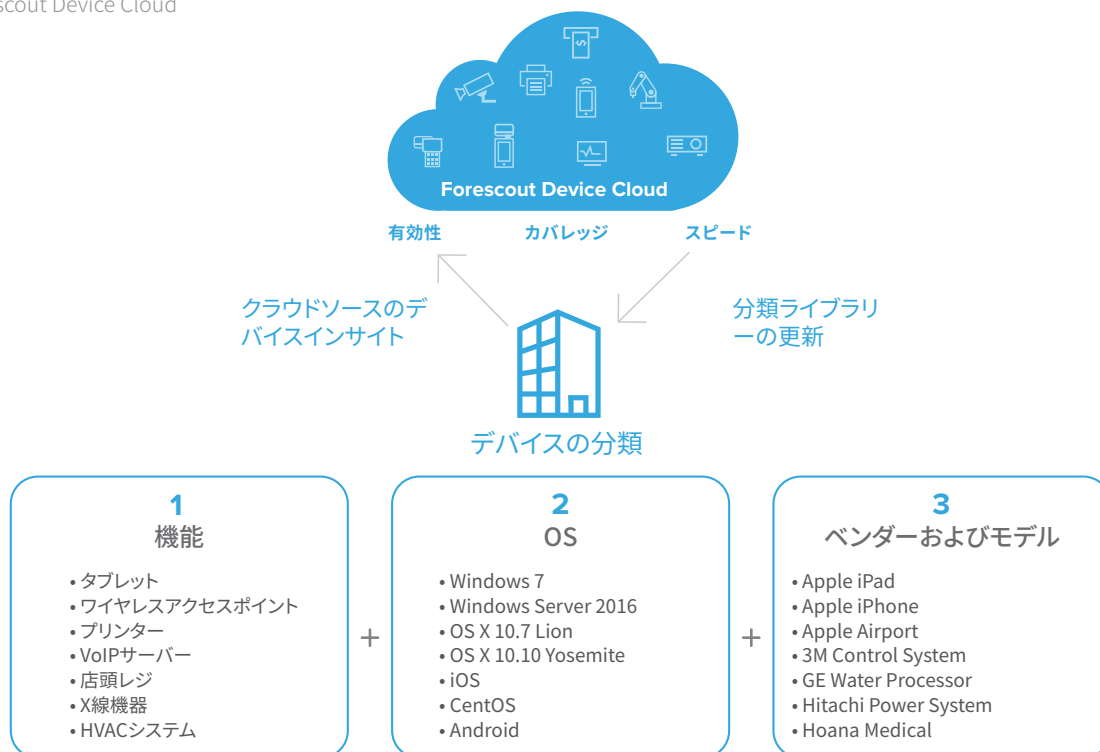 scout Device Cloud
Forescout Device Cloud
有効性
カバレッジ
スピード
クラウドソースのデ
バイスインサイト
分類ライブラリ
ーの更新
デバイスの分類
1
機能
• タブレット
• ワイヤレスアクセスポイント
• プリンター
• VoIPサーバー
• 店頭レジ
• X線機器
• HVACシステム
+
2
OS
• Windows 7
• Windows Server 2016
• OS X 10.7 Lion
• OS X 10.10 Yosemite
• iOS
• CentOS
• Android
+
3
ベンダーおよびモデル
• Apple iPad
• Apple iPhone
• Apple Airport
• 3M Control System
• GE Water Processor
• Hitachi Power System
• Hoana Medical